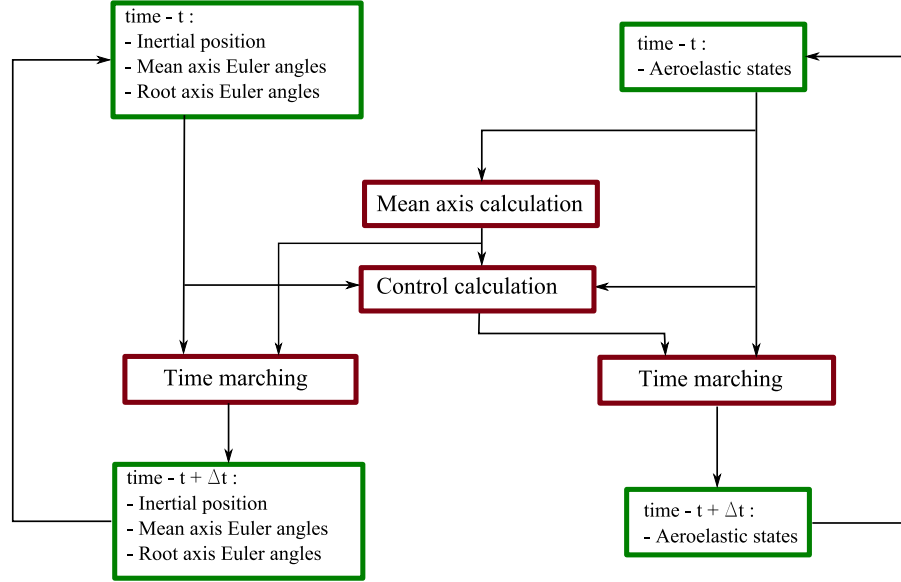 time - t :
- Inertial position
- Mean axis Euler angles
- Root axis Euler angles
time - t :
- Aeroelastic states
Mean axis calculation
Control calculation
Time marching
Time marching
time - t + Δt :
- Inertial position
- Mean axis Euler angles
- Root axis Euler angles
time - t + Δt :
- Aeroelastic states